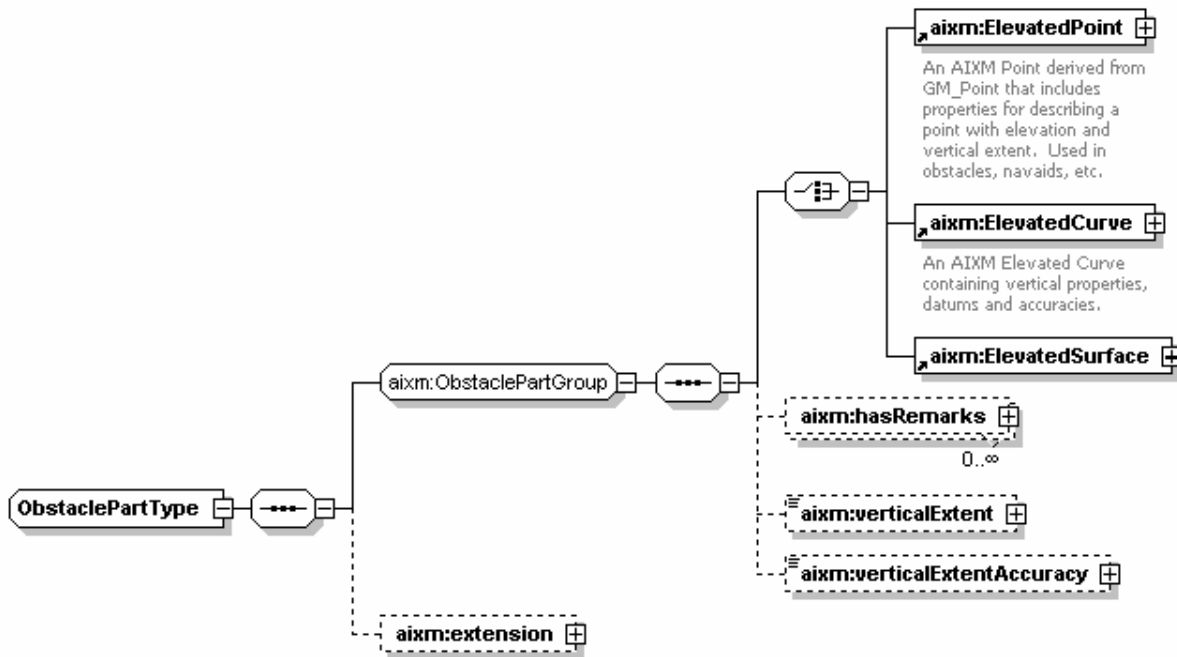 aixm:ElevatedPoint
An AIXM Point derived from
GM_Point that includes
properties for describing a
point with elevation and
vertical extent. Used in
obstacles, navaids, etc.
aixm:ElevatedCurve
An AIXM Elevated Curve
containing vertical properties,
datums and accuracies.
aixm:ElevatedSurface
aixm:ObstaclePartGroup
aixm:hasRemarks
0..∞
ObstaclePartType
aixm:verticalExtent
aixm:verticalExtentAccuracy
aixm:extension